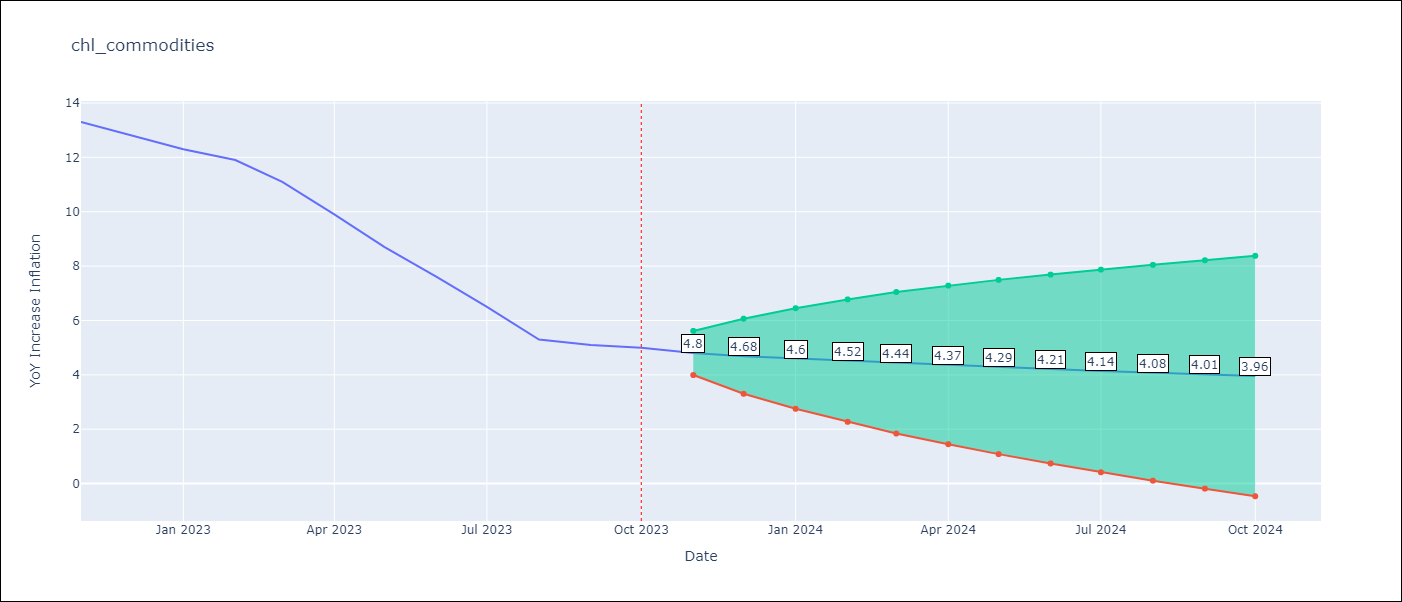 chl_commodities
YoY Increase Inflation
14
12
10
8
6
4
2
0
4.8
4.68
4.6
4.52
4.44
4.37
4.29
4.21
4.14
4.08
4.01
3.96
Jan 2023
Apr 2023
Jul 2023
Oct 2023
Jan 2024
Apr 2024
Jul 2024
Oct 2024
Date